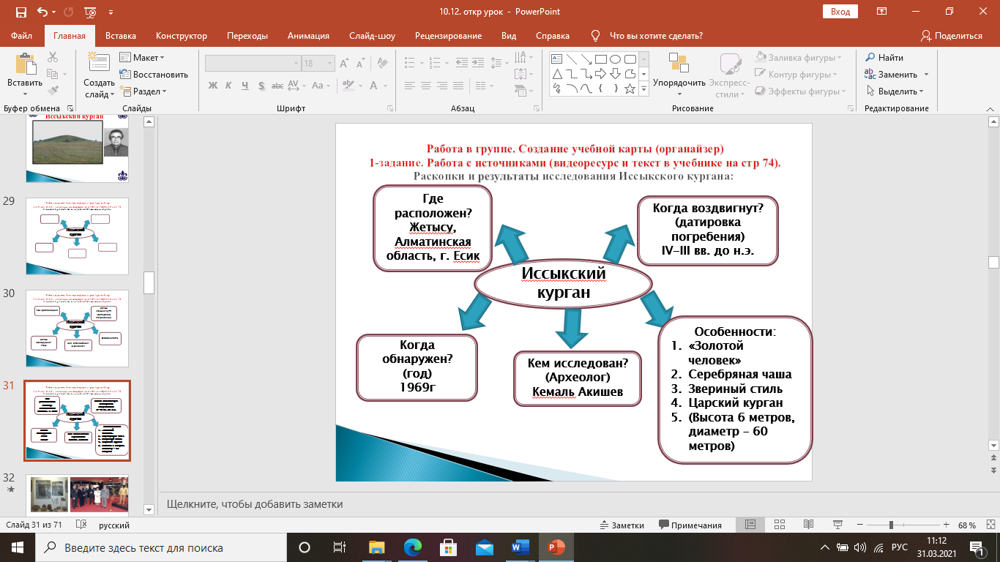 10.12. откр урок - PowerPoint
Вход
Файл
Главная
Вставка
Конструктор
Переходы
Анимация
Слайд-шоу
Рецензирование
Вид
Справка
Что вы хотите сделать?
Поделиться
Вставить
Буфер обмена
Создать слайд
Макет
Восстановить
Раздел
Слайды
18
Ж К Ч S abc AV Aa A
Шрифт
Абзац
Упорядочить
Экспресс-стили
Заливка фигуры
Контур фигуры
Эффекты фигуры
Рисование
Найти
Заменить
Выделить
Редактирование
Иссыкский курган
29
Иссыкский
курган
30
Иссыкский
курган
31
Иссыкский
курган
32
Работа в группе. Создание учебной карты (органайзер)
1-задание. Работа с источниками (видеоресурс и текст в учебнике на стр 74).
Раскопки и результаты исследования Иссыкского кургана:
Где
расположен?
Жетысу,
Алматинская
область, г. Есик
Когда воздвигнут?
(датировка
погребения)
IV-III вв. до н.э.
Иссыкский
курган
Когда
обнаружен?
(год)
1969г
Кем исследован?
(Археолог)
Кемаль Акишев
Особенности:
1. «Золотой
человек»
2. Серебряная чаша
3. Звериный стиль
4. Царский курган
5. (Высота 6 метров,
диаметр – 60
метров)
Щелкните, чтобы добавить заметки
Слайд 31 из 71
русский
Заметки
Примечания
68 %
Введите здесь текст для поиска
РУС
11:12
31.03.2021
1